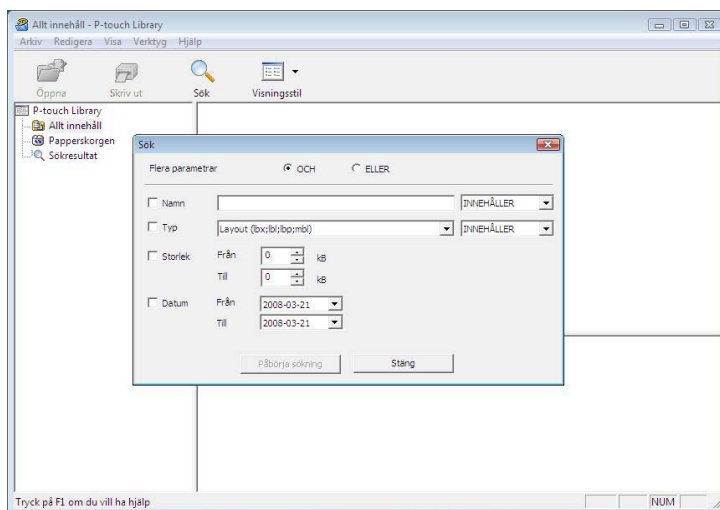 Allt innehåll - P-touch Library
Arkiv Redigera Visa Verktyg Hjälp
Öppna Skriv ut Sök Visningsstil
P-touch Library
Allt innehåll
Papperskorgen
Sökresultat
Sök
Flera parametrar OCH ELLER
Namn INNEHÅLLER
Typ Layout (lbx;lbl;lbp;mbl) INNEHÅLLER
Storlek Från 0 kB
Till 0 kB
Datum Från 2008-03-21
Till 2008-03-21
Påbörja sökning Stäng
Tryck på F1 om du vill ha hjälp NUM